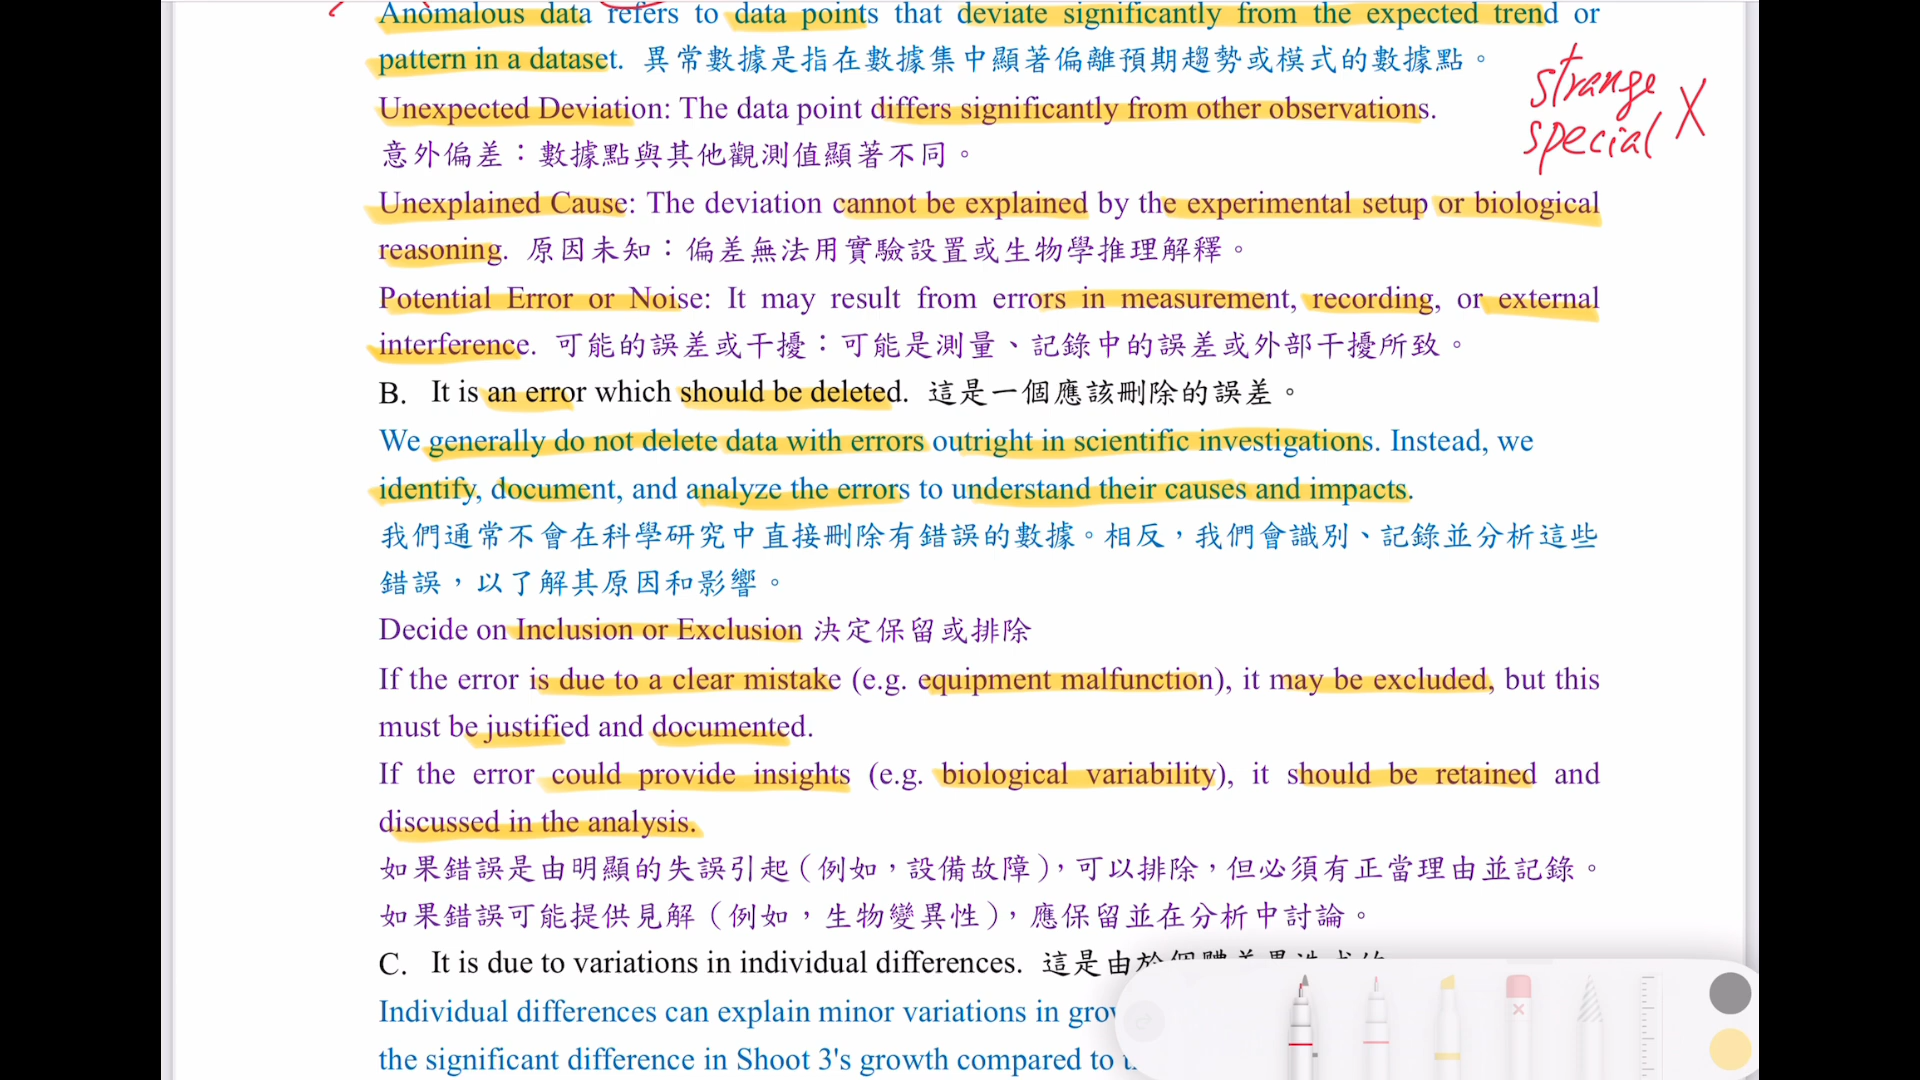 Anomalous data refers to data points that deviate significantly from the expected trend or
pattern in a dataset. 異常數據是指在數據集中顯著偏離預期趨勢或模式的數據點。
strange
special X
Unexpected Deviation: The data point differs significantly from other observations.
意外偏差：數據點與其他觀測值顯著不同。
Unexplained Cause: The deviation cannot be explained by the experimental setup or biological
reasoning. 原因未知：偏差無法用實驗設置或生物學推理解釋。
Potential Error or Noise: It may result from errors in measurement, recording, or external
interference. 可能的誤差或干擾：可能是測量、記錄中的誤差或外部干擾所致。
B. It is an error which should be deleted. 這是一個應該刪除的誤差。
We generally do not delete data with errors outright in scientific investigations. Instead, we
identify, document, and analyze the errors to understand their causes and impacts.
我們通常不會在科學研究中直接刪除有錯誤的數據。相反，我們會識別、記錄並分析這些
錯誤，以了解其原因和影響。
Decide on Inclusion or Exclusion 決定保留或排除
If the error is due to a clear mistake (e.g. equipment malfunction), it may be excluded, but this
must be justified and documented.
If the error could provide insights (e.g. biological variability), it should be retained and
discussed in the analysis.
如果錯誤是由明顯的失誤引起（例如，設備故障），可以排除，但必須有正當理由並記錄。
如果錯誤可能提供見解（例如，生物變異性），應保留並在分析中討論。
C. It is due to variations in individual differences. 這是由於個體差異造成的
Individual differences can explain minor variations in
the significant difference in Shoot 3's growth compared to